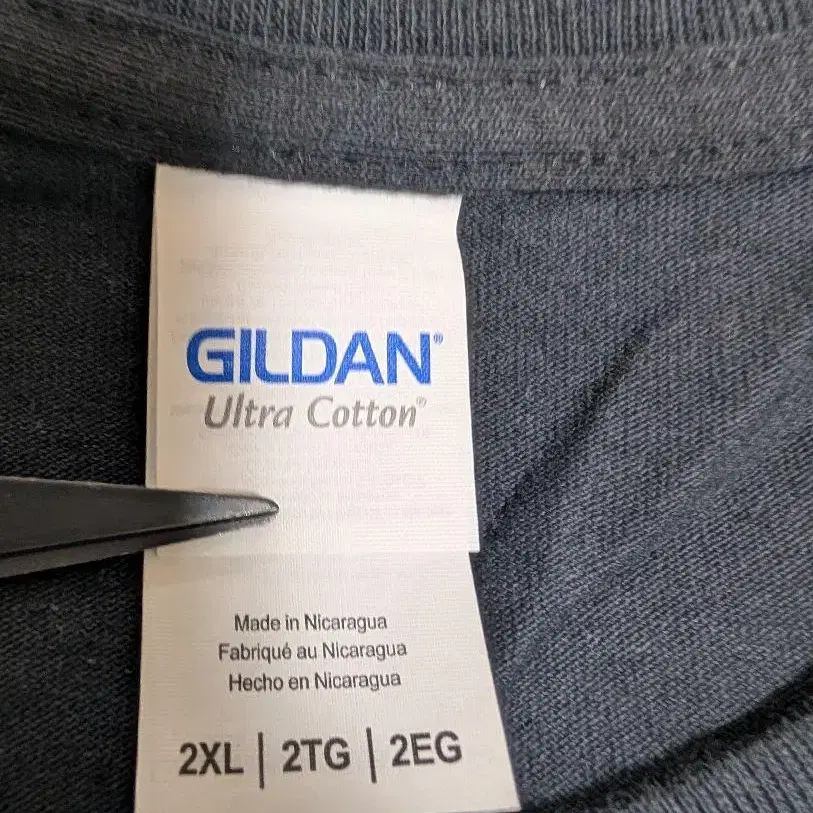 GILDAN®
Ultra Cotton®
Made in Nicaragua
Fabriqué au Nicaragua
Hecho en Nicaragua
2XL | 2TG | 2EG